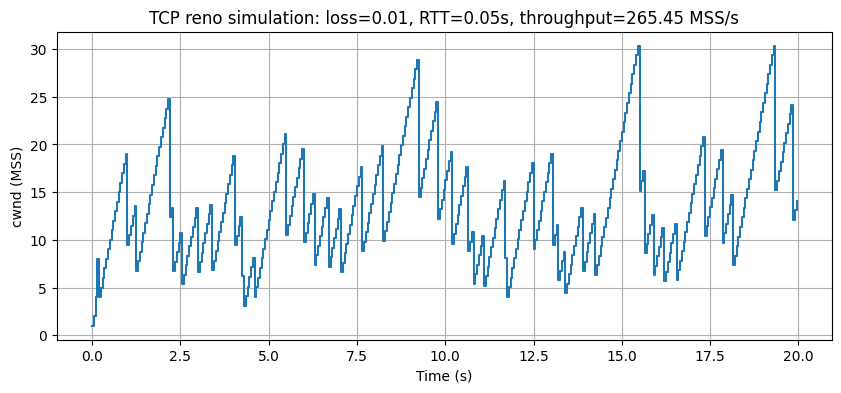 TCP reno simulation: loss=0.01, RTT=0.05s, throughput=265.45 MSS/s
cwnd (MSS)
30
25
20
15
10
5
0
0.0 2.5 5.0 7.5 10.0 12.5 15.0 17.5 20.0
Time (s)